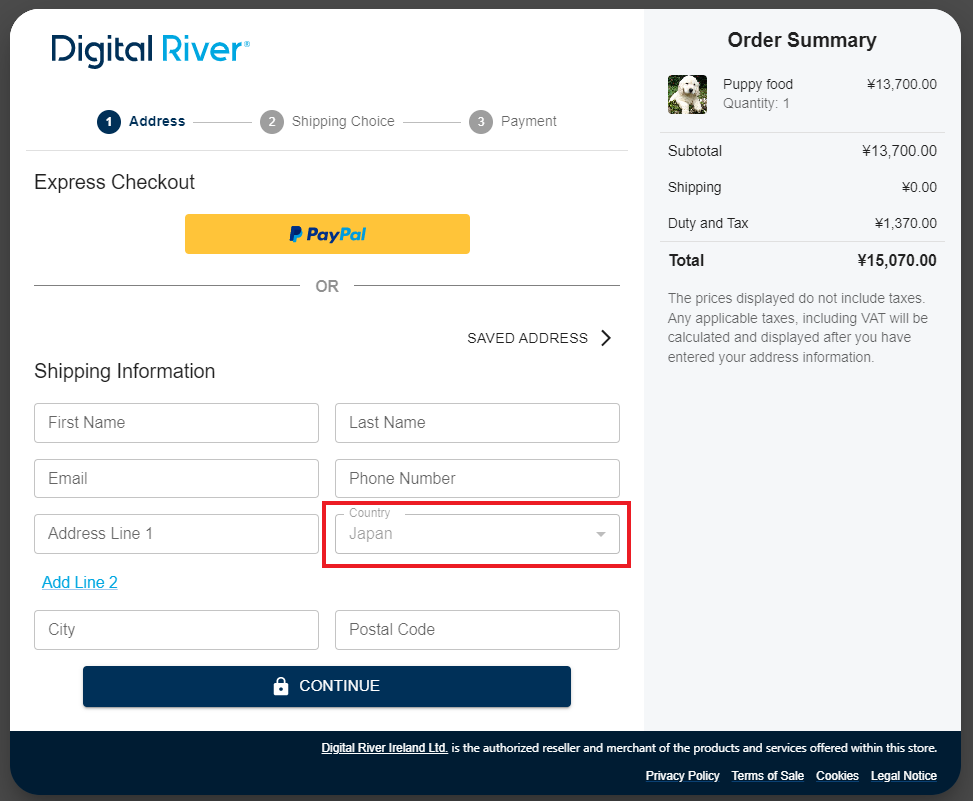 Digital River®
1 Address 2 Shipping Choice 3 Payment
Express Checkout
PayPal
OR
SAVED ADDRESS
Shipping Information
First Name Last Name
Email Phone Number
Country
Address Line 1 Japan
Add Line 2
City Postal Code
CONTINUE
Order Summary
Puppy food ¥13,700.00
Quantity: 1
Subtotal ¥13,700.00
Shipping ¥0.00
Duty and Tax ¥1,370.00
Total ¥15,070.00
The prices displayed do not include taxes.
Any applicable taxes, including VAT will be
calculated and displayed after you have
entered your address information.
Digital River Ireland Ltd. is the authorized reseller and merchant of the products and services offered within this store.
Privacy Policy Terms of Sale Cookies Legal Notice